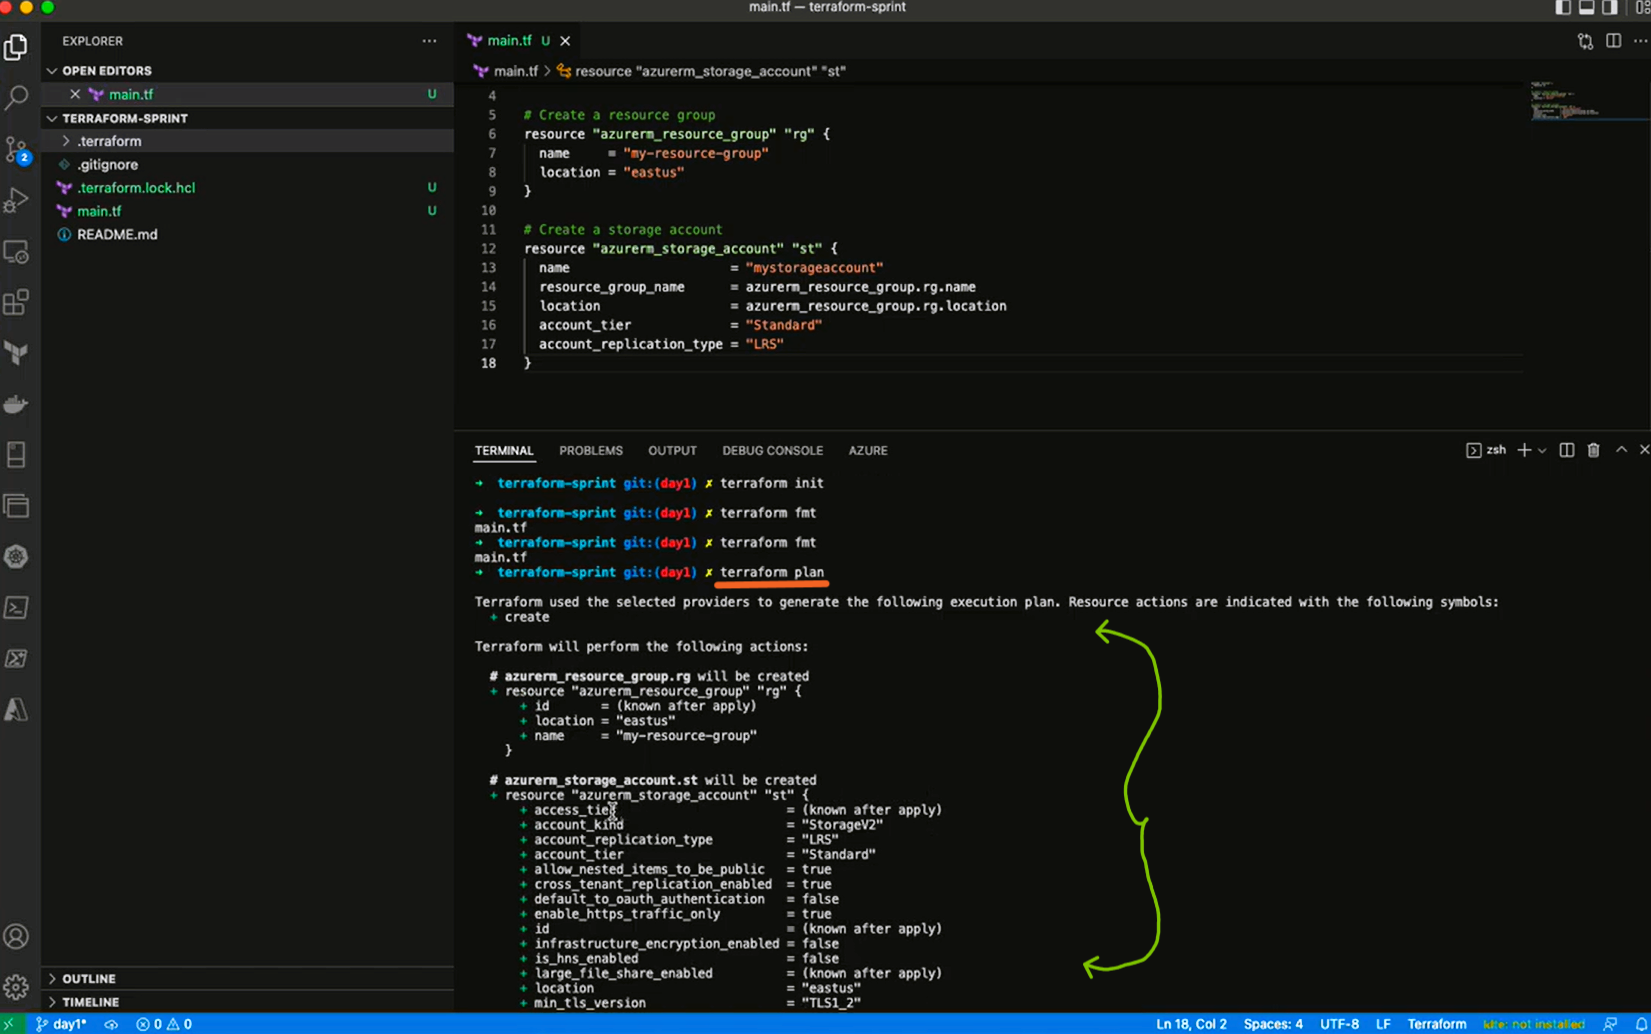 main.tf — terraform-sprint
EXPLORER
OPEN EDITORS
main.tf U
TERRAFORM-SPRINT
.terraform
.gitignore
.terraform.lock.hcl U
main.tf U
README.md
2
OUTLINE
TIMELINE
main.tf U
main.tf > resource "azurerm_storage_account" "st"
4
5 # Create a resource group
6 resource "azurerm_resource_group" "rg" {
7 name = "my-resource-group"
8 location = "eastus"
9 }
10
11 # Create a storage account
12 resource "azurerm_storage_account" "st" {
13 name = "mystorageaccount"
14 resource_group_name = azurerm_resource_group.rg.name
15 location = azurerm_resource_group.rg.location
16 account_tier = "Standard"
17 account_replication_type = "LRS"
18 }
TERMINAL PROBLEMS OUTPUT DEBUG CONSOLE AZURE zsh
→ terraform-sprint git:(day1) ✗ terraform init
→ terraform-sprint git:(day1) ✗ terraform fmt
main.tf
→ terraform-sprint git:(day1) ✗ terraform fmt
main.tf
→ terraform-sprint git:(day1) ✗ terraform plan
Terraform used the selected providers to generate the following execution plan. Resource actions are indicated with the following symbols:
+ create
Terraform will perform the following actions:
# azurerm_resource_group.rg will be created
+ resource "azurerm_resource_group" "rg" {
+ id = (known after apply)
+ location = "eastus"
+ name = "my-resource-group"
}
# azurerm_storage_account.st will be created
+ resource "azurerm_storage_account" "st" {
+ access_tier = (known after apply)
+ account_kind = "StorageV2"
+ account_replication_type = "LRS"
+ account_tier = "Standard"
+ allow_nested_items_to_be_public = true
+ cross_tenant_replication_enabled = true
+ default_to_oauth_authentication = false
+ enable_https_traffic_only = true
+ id = (known after apply)
+ infrastructure_encryption_enabled = false
+ is_hns_enabled = false
+ large_file_share_enabled = (known after apply)
+ location = "eastus"
+ min_tls_version = "TLS1_2"
day1* 0 0 Ln 18, Col 2 Spaces: 4 UTF-8 LF Terraform kite: not installed